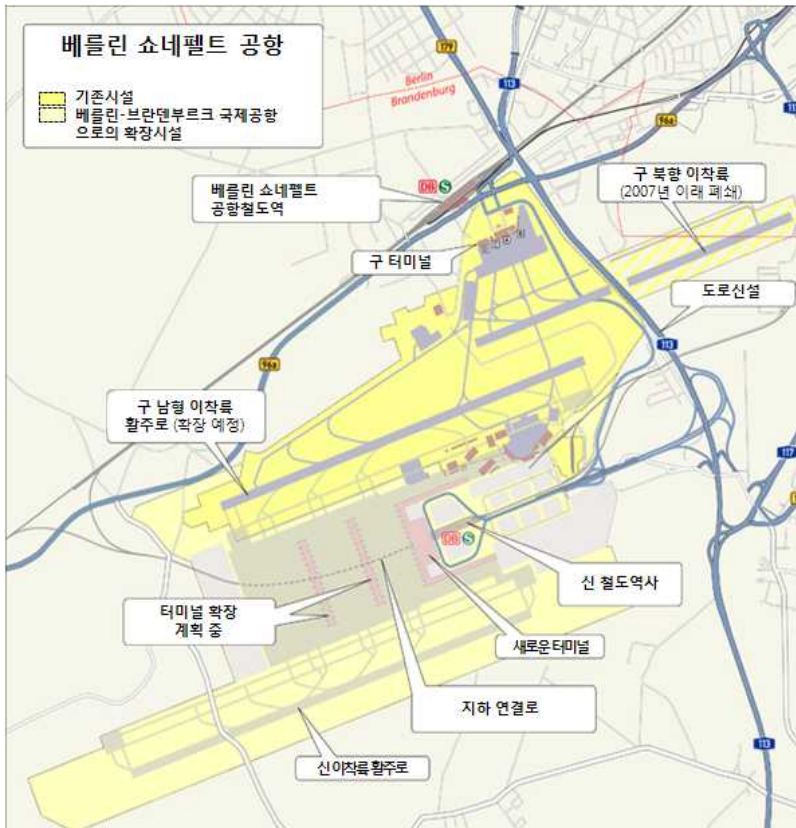 베를린 쇼네펠트 공항
기존시설
베를린-브란덴부르크 국제공항
으로의 확장시설
179
113
Berlin
Brandenburg
96a
11
베를린 쇼네펠트
공항철도역
DB S
구 북향 이착륙
(2007년 이래 폐쇄)
구 터미널
도로신설
113
96a
구 남형 이착륙
활주로 (확장 예정)
117
DB S
신 철도역사
터미널 확장
계획 중
새로운터미널
지하 연결로
113
신이착륙활주로